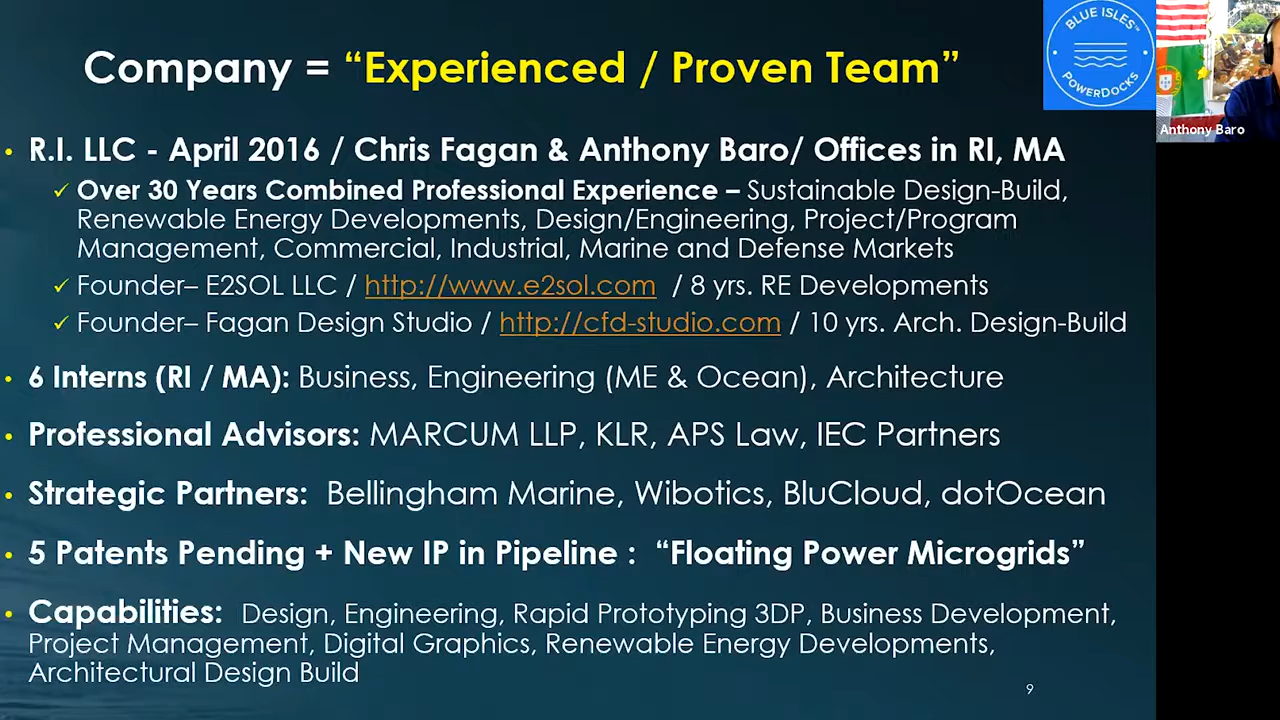 Company = “Experienced / Proven Team”
BLUE ISLES™
POWERDOCKS
Anthony Baro
• R.I. LLC - April 2016 / Chris Fagan & Anthony Baro/ Offices in RI, MA
✓ Over 30 Years Combined Professional Experience – Sustainable Design-Build,
Renewable Energy Developments, Design/Engineering, Project/Program
Management, Commercial, Industrial, Marine and Defense Markets
✓ Founder– E2SOL LLC / http://www.e2sol.com / 8 yrs. RE Developments
✓ Founder– Fagan Design Studio / http://cfd-studio.com / 10 yrs. Arch. Design-Build
• 6 Interns (RI / MA): Business, Engineering (ME & Ocean), Architecture
• Professional Advisors: MARCUM LLP, KLR, APS Law, IEC Partners
• Strategic Partners: Bellingham Marine, Wibotics, BluCloud, dotOcean
• 5 Patents Pending + New IP in Pipeline : “Floating Power Microgrids”
• Capabilities: Design, Engineering, Rapid Prototyping 3DP, Business Development,
Project Management, Digital Graphics, Renewable Energy Developments,
Architectural Design Build
9